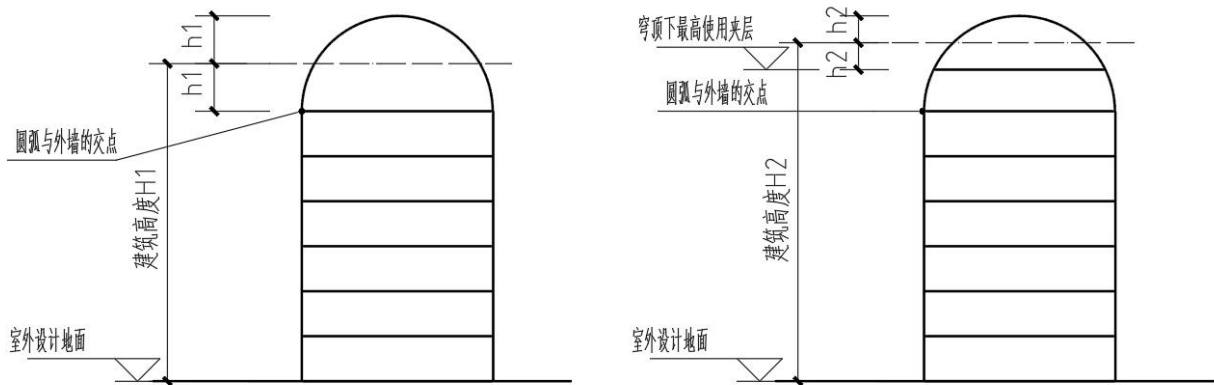 h1
h1
圆弧与外墙的交点
建筑高度H1
室外设计地面
穹顶下最高使用夹层
h2
h2
圆弧与外墙的交点
建筑高度H2
室外设计地面